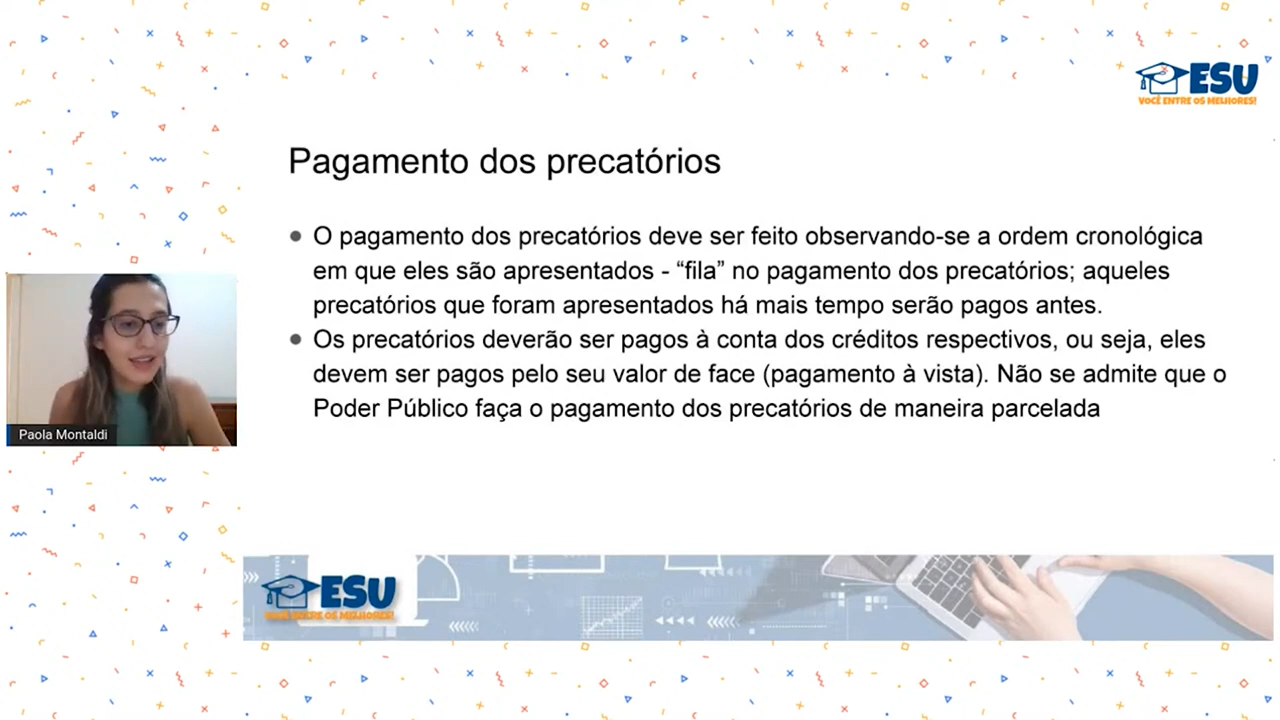 ESU
VOCÊ ENTRE OS MELHORES!
Pagamento dos precatórios
O pagamento dos precatórios deve ser feito observando-se a ordem cronológica
em que eles são apresentados - “fila” no pagamento dos precatórios; aqueles
precatórios que foram apresentados há mais tempo serão pagos antes.
Os precatórios deverão ser pagos à conta dos créditos respectivos, ou seja, eles
devem ser pagos pelo seu valor de face (pagamento à vista). Não se admite que o
Poder Público faça o pagamento dos precatórios de maneira parcelada
Paola Montaldi
ESU
VOCÊ ENTRE OS MELHORES!